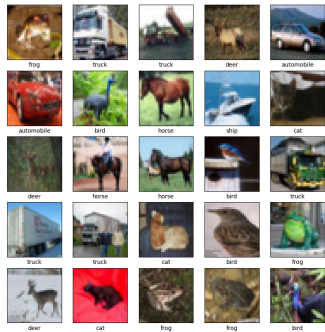 frog truck truck deer automobile
automobile bird horse ship cat
deer horse horse bird truck
truck truck cat bird frog
deer cat frog frog bird